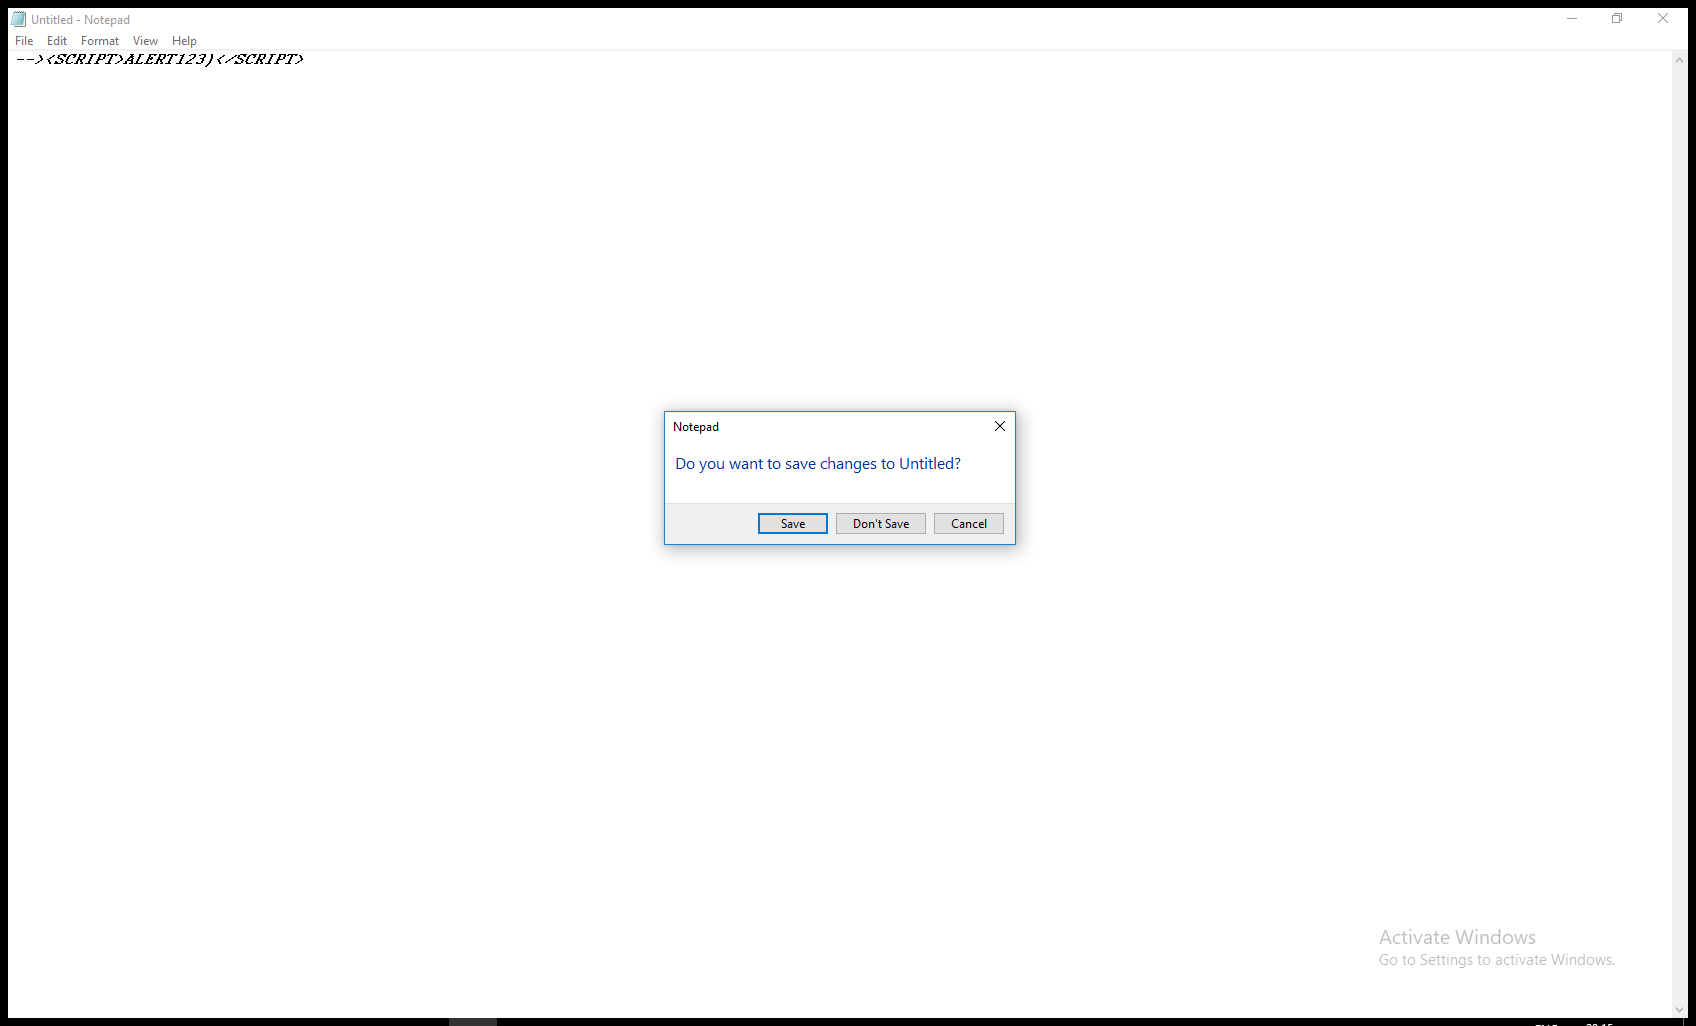 Untitled - Notepad
File Edit Format View Help
--><SCRIPT>ALERT123)</SCRIPT>
Notepad
Do you want to save changes to Untitled?
Save Don't Save Cancel
Activate Windows
Go to Settings to activate Windows.